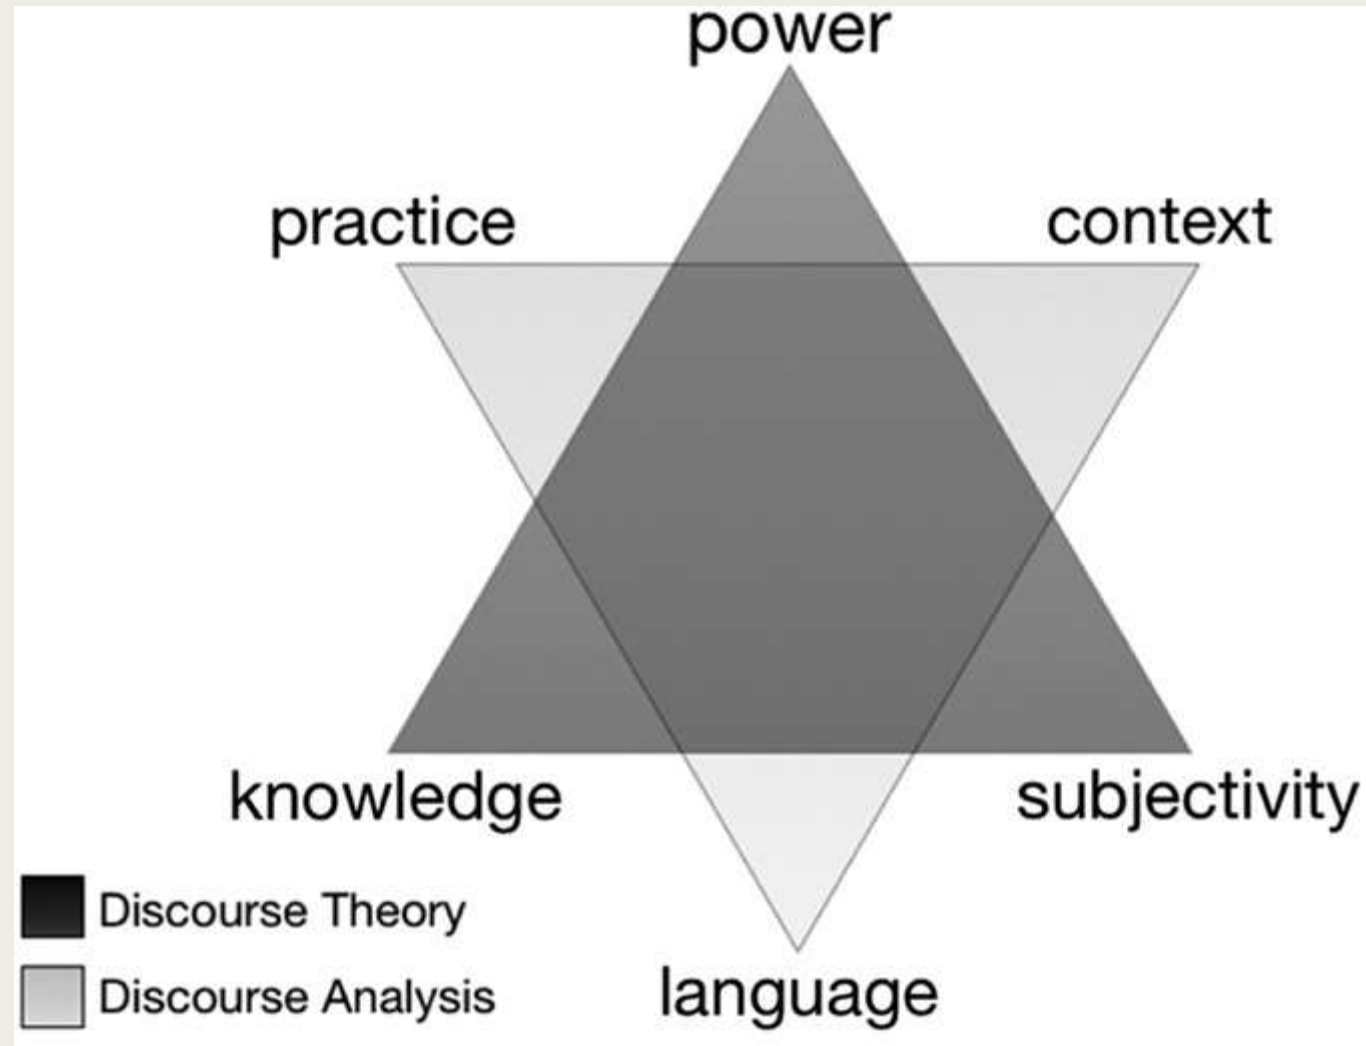 power
practice
context
knowledge
subjectivity
Discourse Theory
Discourse Analysis
language